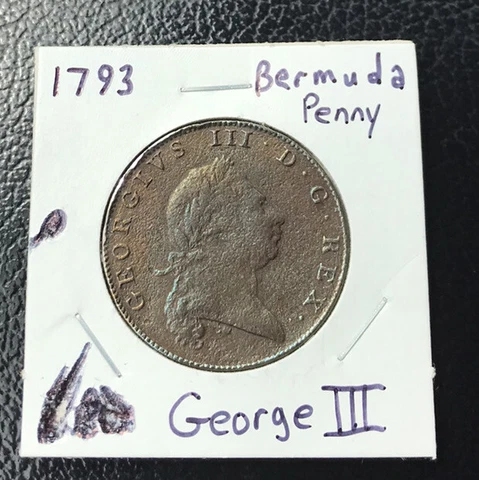 1793
Bermuda
Penny
GEORGIVS III · D · G · REX ·
George III